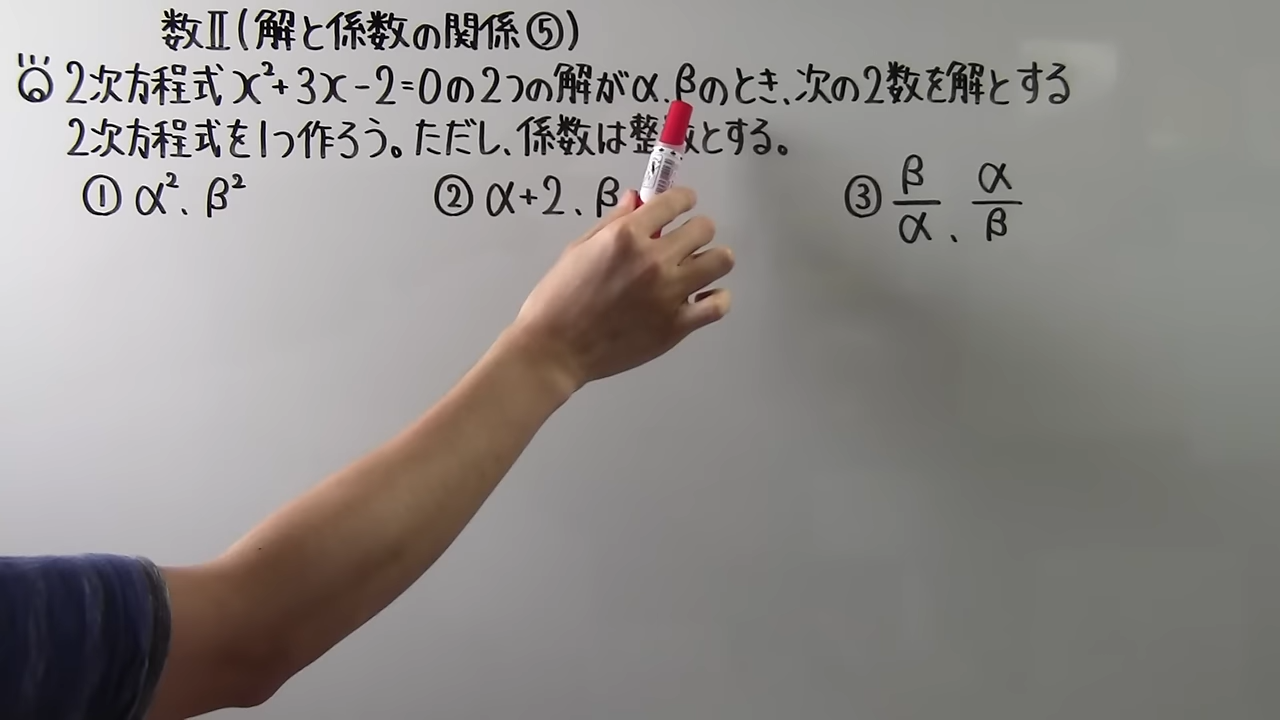 数Ⅱ(解と係数の関係⑤)
2次方程式x²+3x-2=0の2つの解がα、βのとき、次の2数を解とする
2次方程式を1つ作ろう。ただし、係数は整数とする。
① α²、β² ② α+2、β ③ β/α、α/β